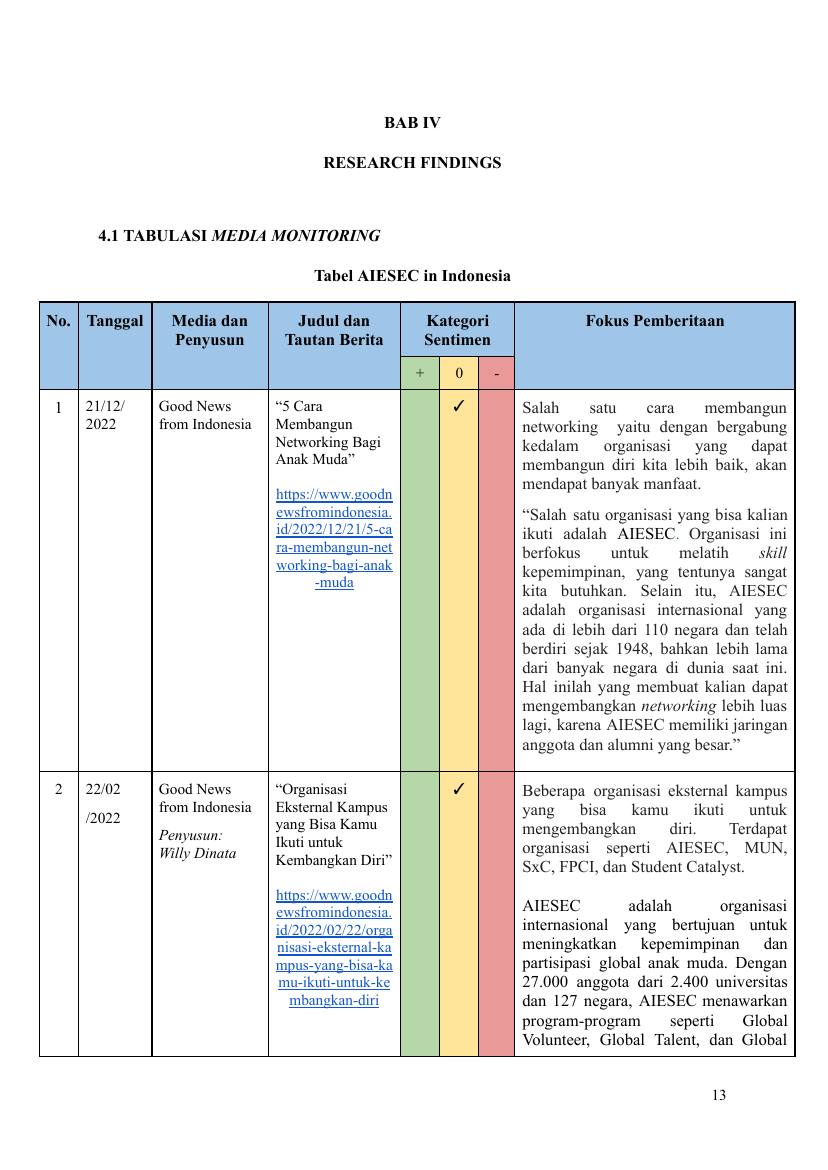 BAB IV
RESEARCH FINDINGS
4.1 TABULASI MEDIA MONITORING
Tabel AIESEC in Indonesia
No.
Tanggal
Media dan
Penyusun
Judul dan
Tautan Berita
Kategori
Sentimen
Fokus Pemberitaan
+
0
-
1
21/12/
2022
Good News
from Indonesia
“5 Cara
Membangun
Networking Bagi
Anak Muda”
https://www.goodn
ewsfromindonesia.
id/2022/12/21/5-ca
ra-membangun-net
working-bagi-anak
-muda
✓
Salah satu cara membangun
networking yaitu dengan bergabung
kedalam organisasi yang dapat
membangun diri kita lebih baik, akan
mendapat banyak manfaat.
“Salah satu organisasi yang bisa kalian
ikuti adalah AIESEC. Organisasi ini
berfokus untuk melatih skill
kepemimpinan, yang tentunya sangat
kita butuhkan. Selain itu, AIESEC
adalah organisasi internasional yang
ada di lebih dari 110 negara dan telah
berdiri sejak 1948, bahkan lebih lama
dari banyak negara di dunia saat ini.
Hal inilah yang membuat kalian dapat
mengembangkan networking lebih luas
lagi, karena AIESEC memiliki jaringan
anggota dan alumni yang besar.”
2
22/02
/2022
Good News
from Indonesia
Penyusun:
Willy Dinata
“Organisasi
Eksternal Kampus
yang Bisa Kamu
Ikuti untuk
Kembangkan Diri”
https://www.goodn
ewsfromindonesia.
id/2022/02/22/orga
nisasi-eksternal-ka
mpus-yang-bisa-ka
mu-ikuti-untuk-ke
mbangkan-diri
✓
Beberapa organisasi eksternal kampus
yang bisa kamu ikuti untuk
mengembangkan diri. Terdapat
organisasi seperti AIESEC, MUN,
SxC, FPCI, dan Student Catalyst.
AIESEC adalah organisasi
internasional yang bertujuan untuk
meningkatkan kepemimpinan dan
partisipasi global anak muda. Dengan
27.000 anggota dari 2.400 universitas
dan 127 negara, AIESEC menawarkan
program-program seperti Global
Volunteer, Global Talent, dan Global
13